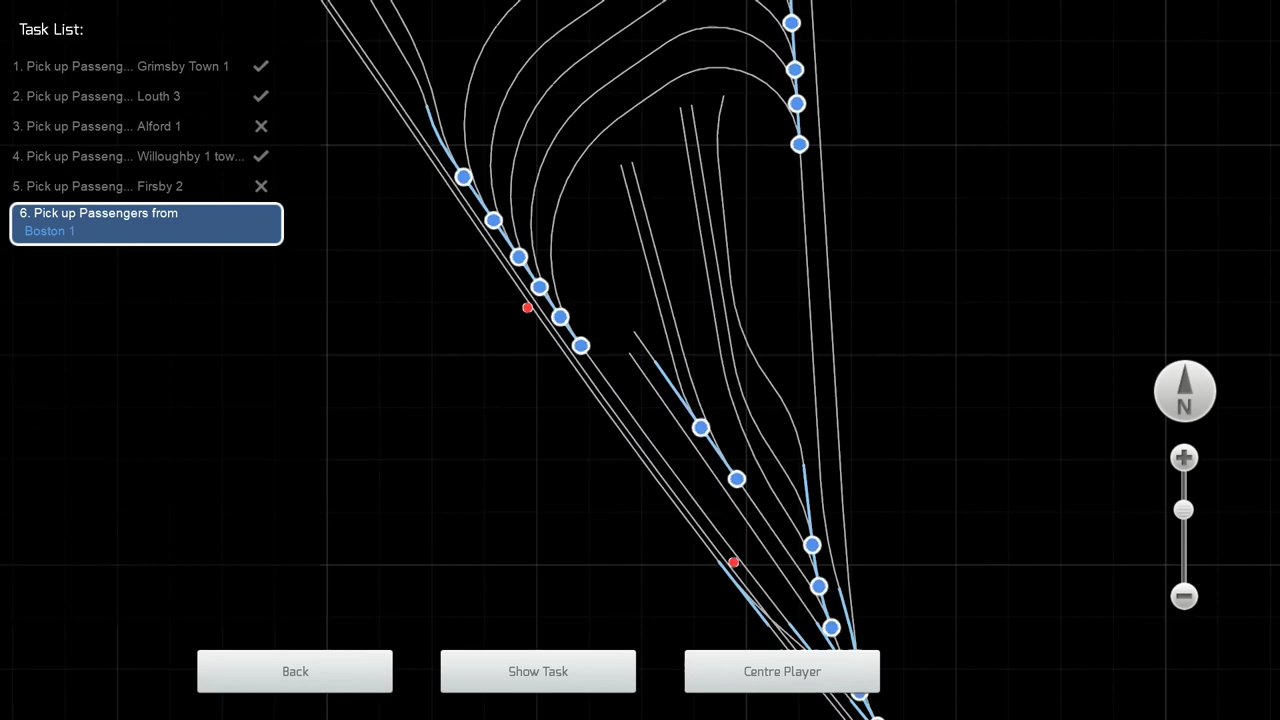 Task List:
1. Pick up Passeng... Grimsby Town 1
2. Pick up Passeng... Louth 3
3. Pick up Passeng... Alford 1
4. Pick up Passeng... Willoughby 1 tow...
5. Pick up Passeng... Firsby 2
6. Pick up Passengers from
Boston 1
N
Back
Show Task
Centre Player